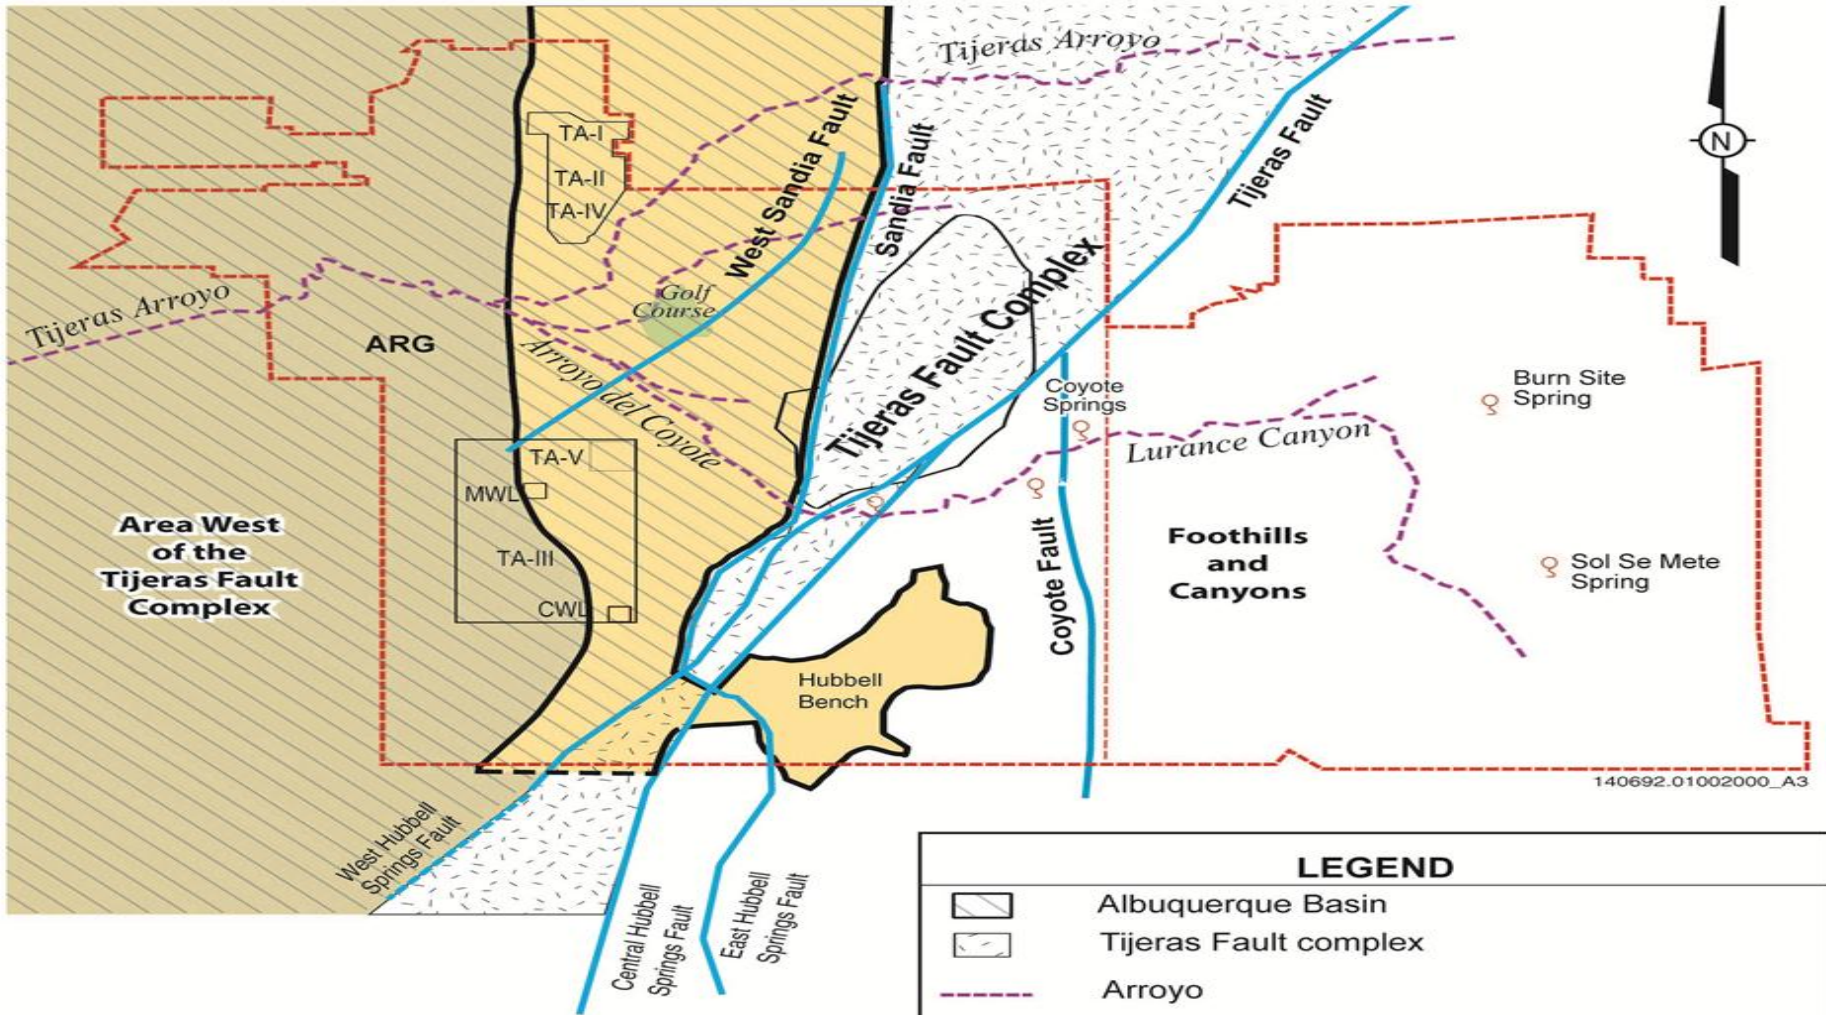 Tijeras Arroyo
N
TA-I
TA-II
TA-IV
West Sandia Fault
Sandia Fault
Tijeras Fault
Tijeras Arroyo
Golf
Course
ARG
Tijeras Fault Complex
Arroyo del Coyote
Coyote
Springs
Burn Site
Spring
Lurance Canyon
TA-V
MWL
TA-III
CWL
Area West
of the
Tijeras Fault
Complex
Coyote Fault
Foothills
and
Canyons
Sol Se Mete
Spring
Hubbell
Bench
140692.01002000_A3
West Hubbell
Springs Fault
Central Hubbell
Springs Fault
East Hubbell
Springs Fault
LEGEND
Albuquerque Basin
Tijeras Fault complex
Arroyo